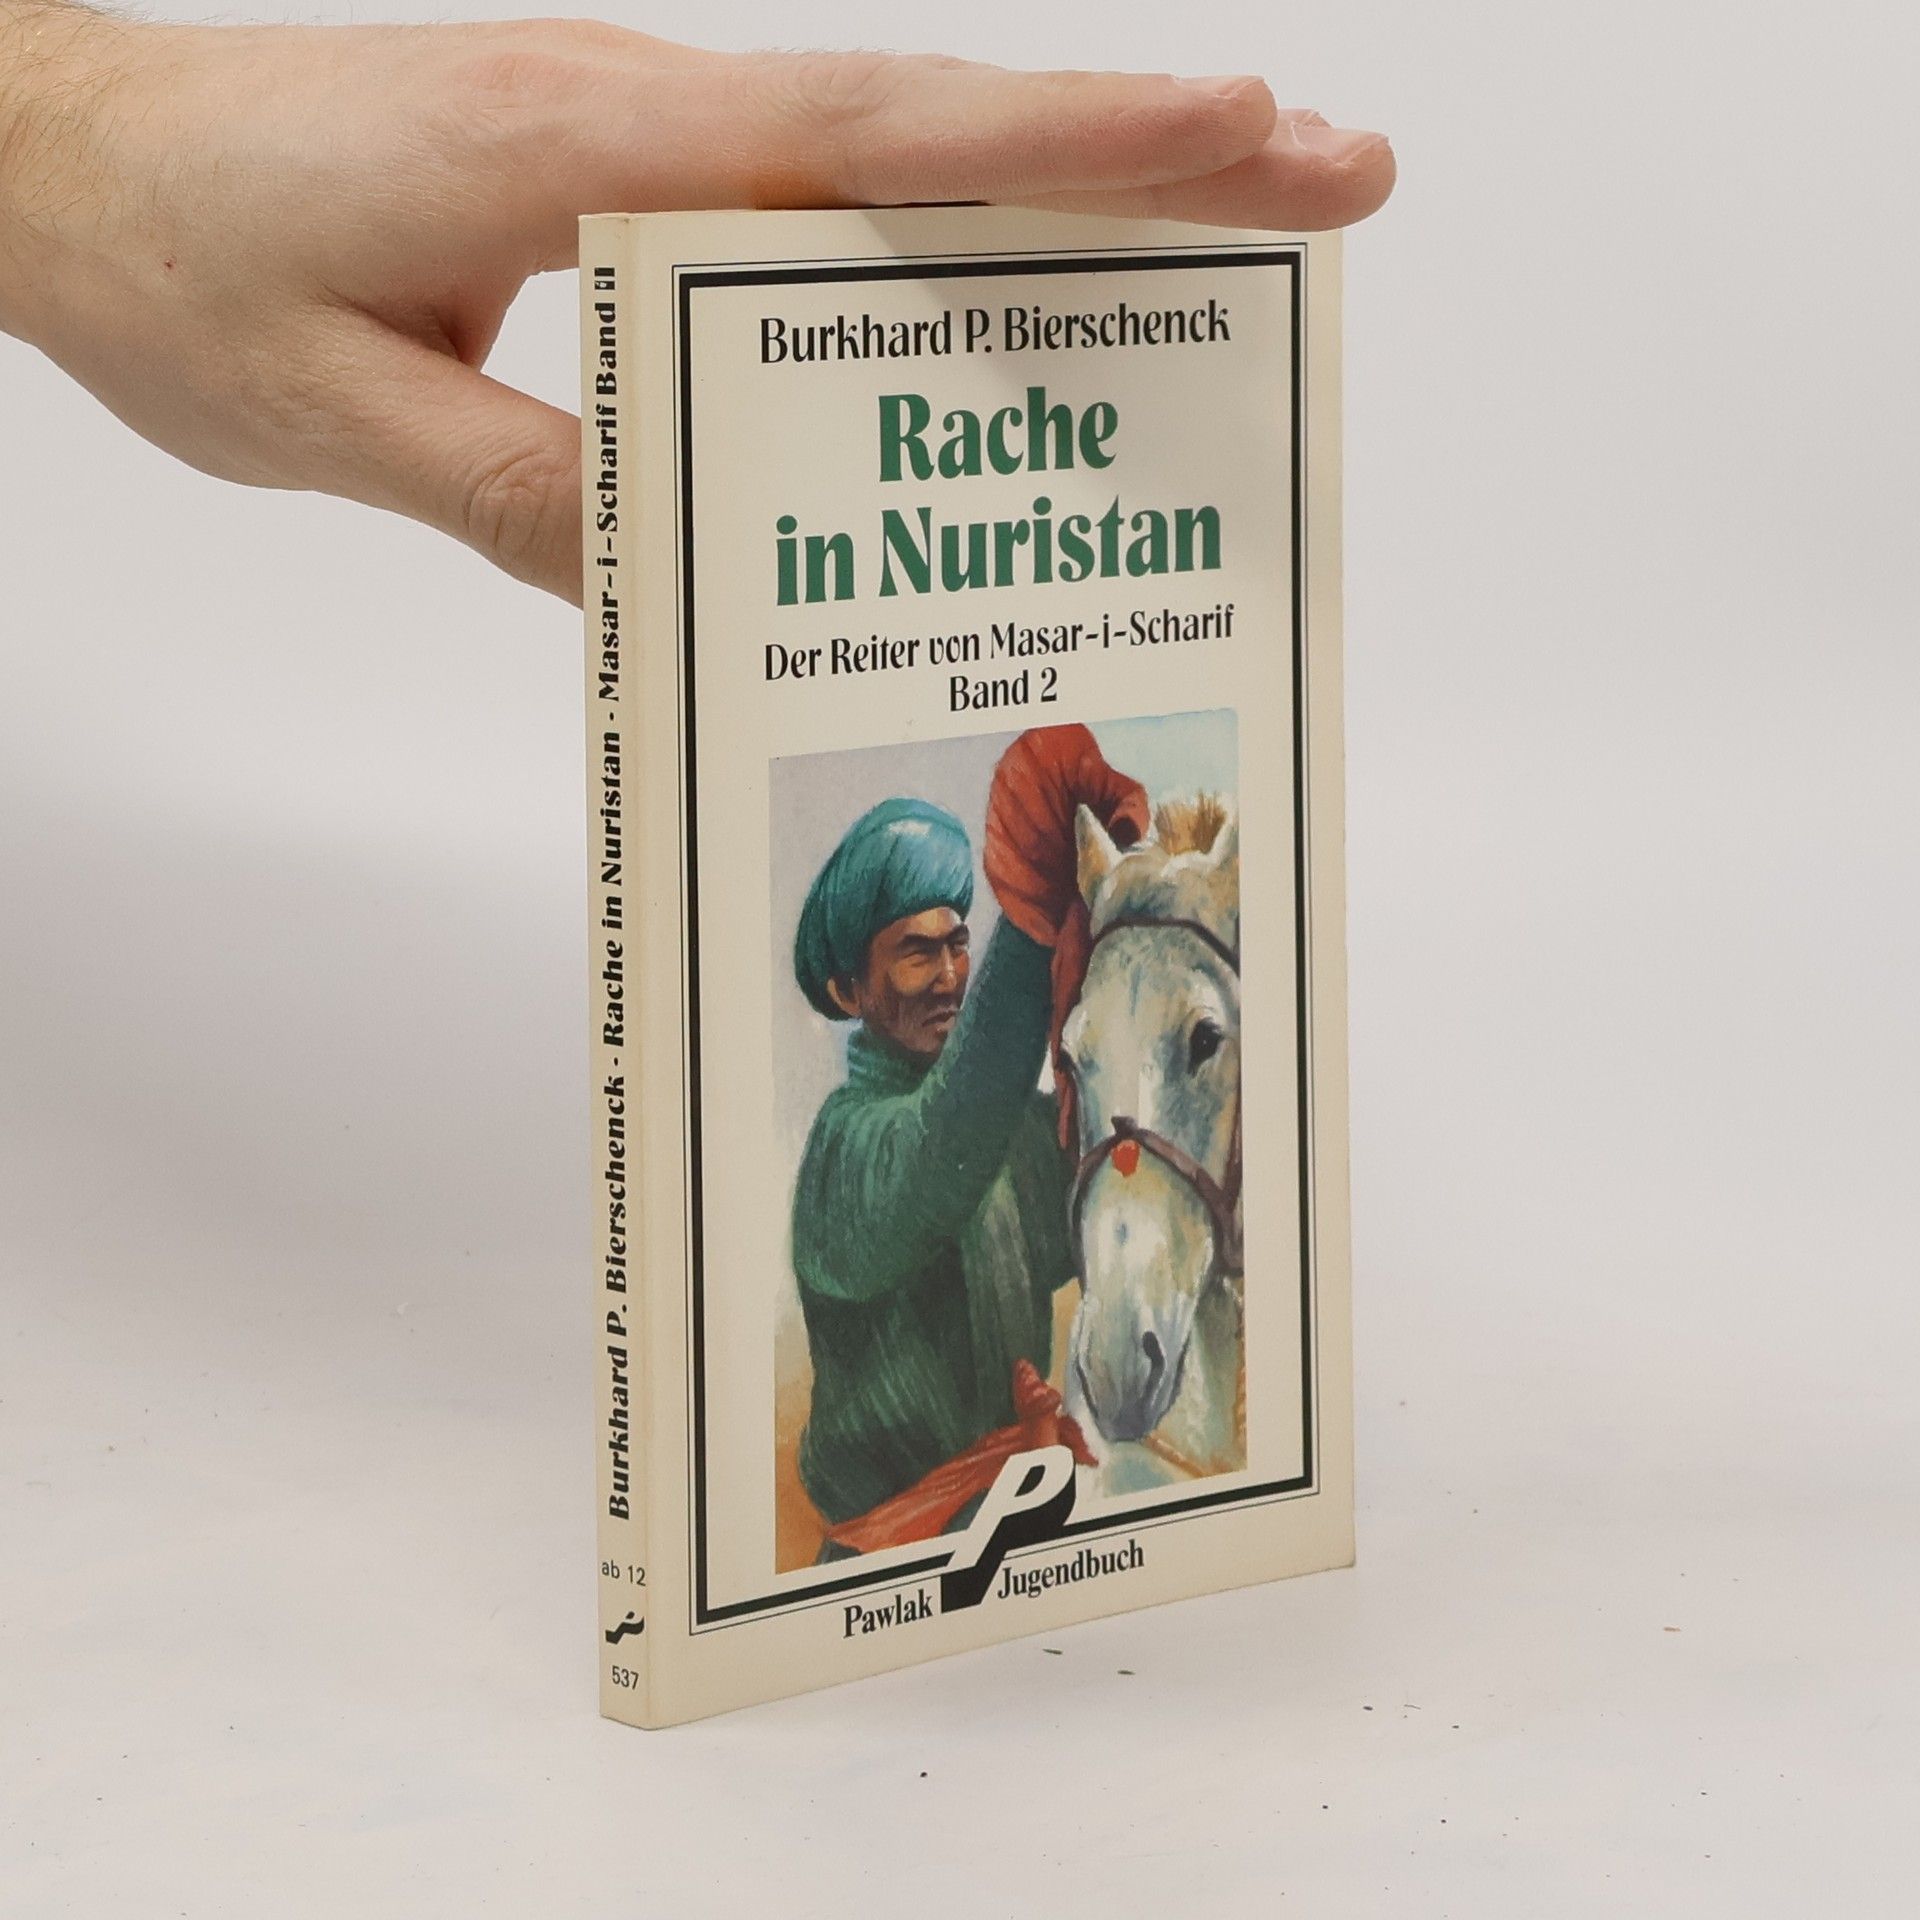 Burkhard P. Bierschenck
Rache
in Nuristan
Der Reiter von Masar-i-Scharif
Band 2
Pawlak
Jugendbuch
Burkhard P. Bierschenck · Rache in Nuristan · Masar-i-Scharif Band II
ab 12
537